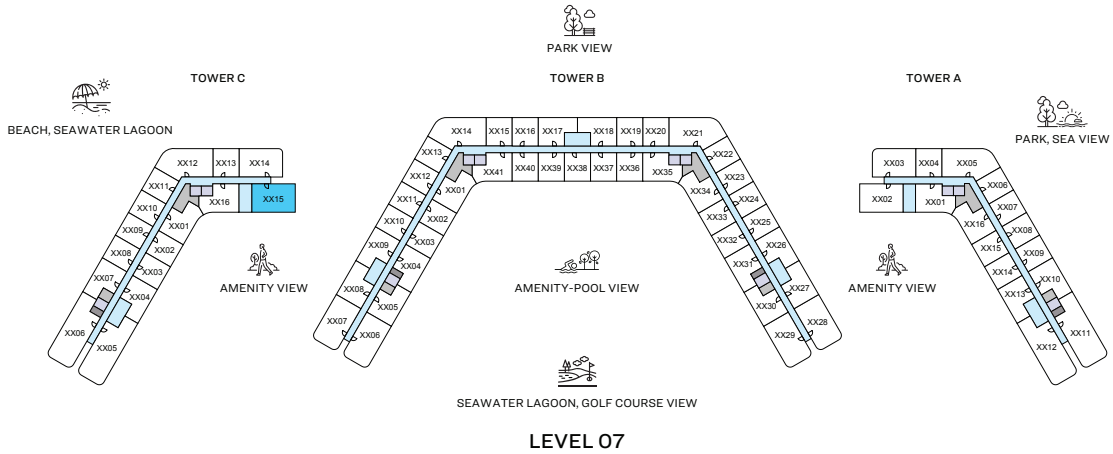 PARK VIEW
TOWER C
TOWER B
TOWER A
BEACH, SEAWATER LAGOON
PARK, SEA VIEW
XX12
XX13
XX14
XX11
XX10
XX09
XX08
XX07
XX06
XX05
XX04
XX03
XX02
XX01
XX16
XX15
AMENITY VIEW
XX14
XX15
XX16
XX17
XX18
XX19
XX20
XX21
XX13
XX12
XX11
XX10
XX09
XX08
XX07
XX06
XX05
XX04
XX03
XX02
XX01
XX41
XX40
XX39
XX38
XX37
XX36
XX35
XX34
XX33
XX32
XX31
XX30
XX29
XX22
XX23
XX24
XX25
XX26
XX27
XX28
AMENITY-POOL VIEW
XX03
XX04
XX05
XX02
XX01
XX16
XX15
XX14
XX13
XX12
XX06
XX07
XX08
XX09
XX10
XX11
AMENITY VIEW
SEAWATER LAGOON, GOLF COURSE VIEW
LEVEL 07